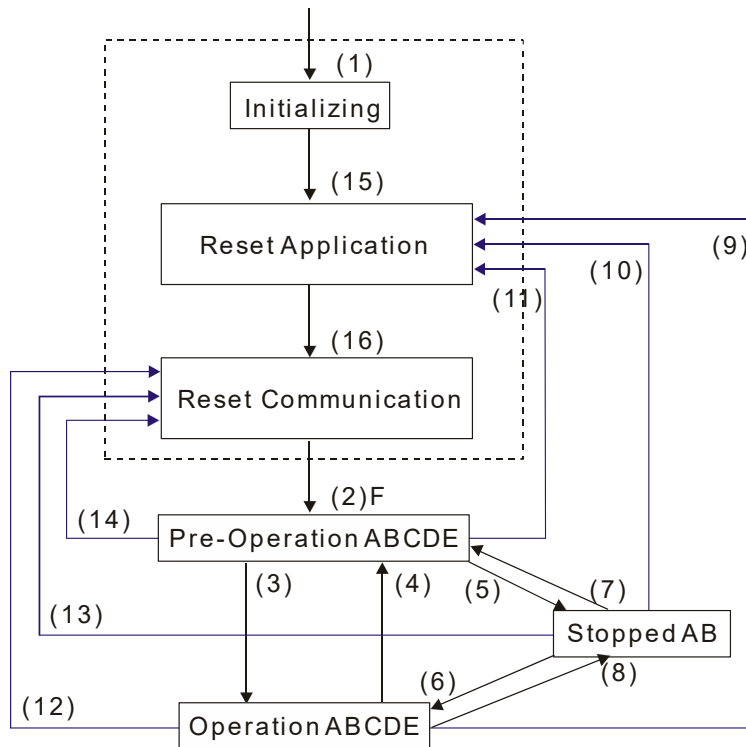 (1)
Initializing
(15)
Reset Application
(9)
(10)
(11)
(16)
Reset Communication
(2)F
(14)
Pre-Operation ABCDE
(3)
(4)
(5)
(7)
(13)
Stopped AB
(6)
(8)
(12)
Operation ABCDE